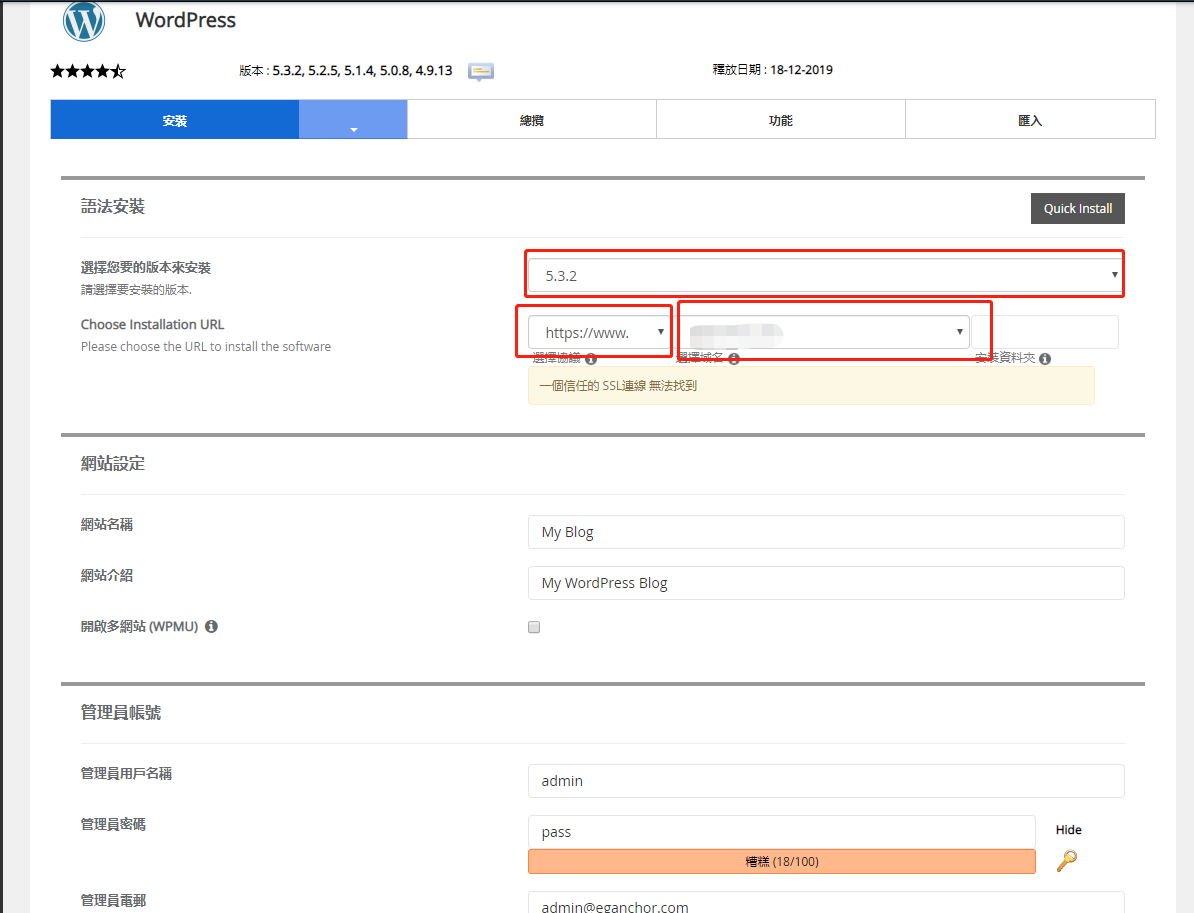 WordPress
版本 : 5.3.2, 5.2.5, 5.1.4, 5.0.8, 4.9.13
釋放日期 : 18-12-2019
安裝
總攬
功能
匯入
語法安裝
Quick Install
選擇您要的版本來安裝
請選擇要安裝的版本.
5.3.2
Choose Installation URL
Please choose the URL to install the software
https://www.
選擇協議
選擇域名
安裝資料夾
一個信任的 SSL連線 無法找到
網站設定
網站名稱
My Blog
網站介紹
My WordPress Blog
開啟多網站 (WPMU)
管理員帳號
管理員用戶名稱
admin
管理員密碼
pass
Hide
糟糕 (18/100)
管理員電郵
admin@eganchor.com